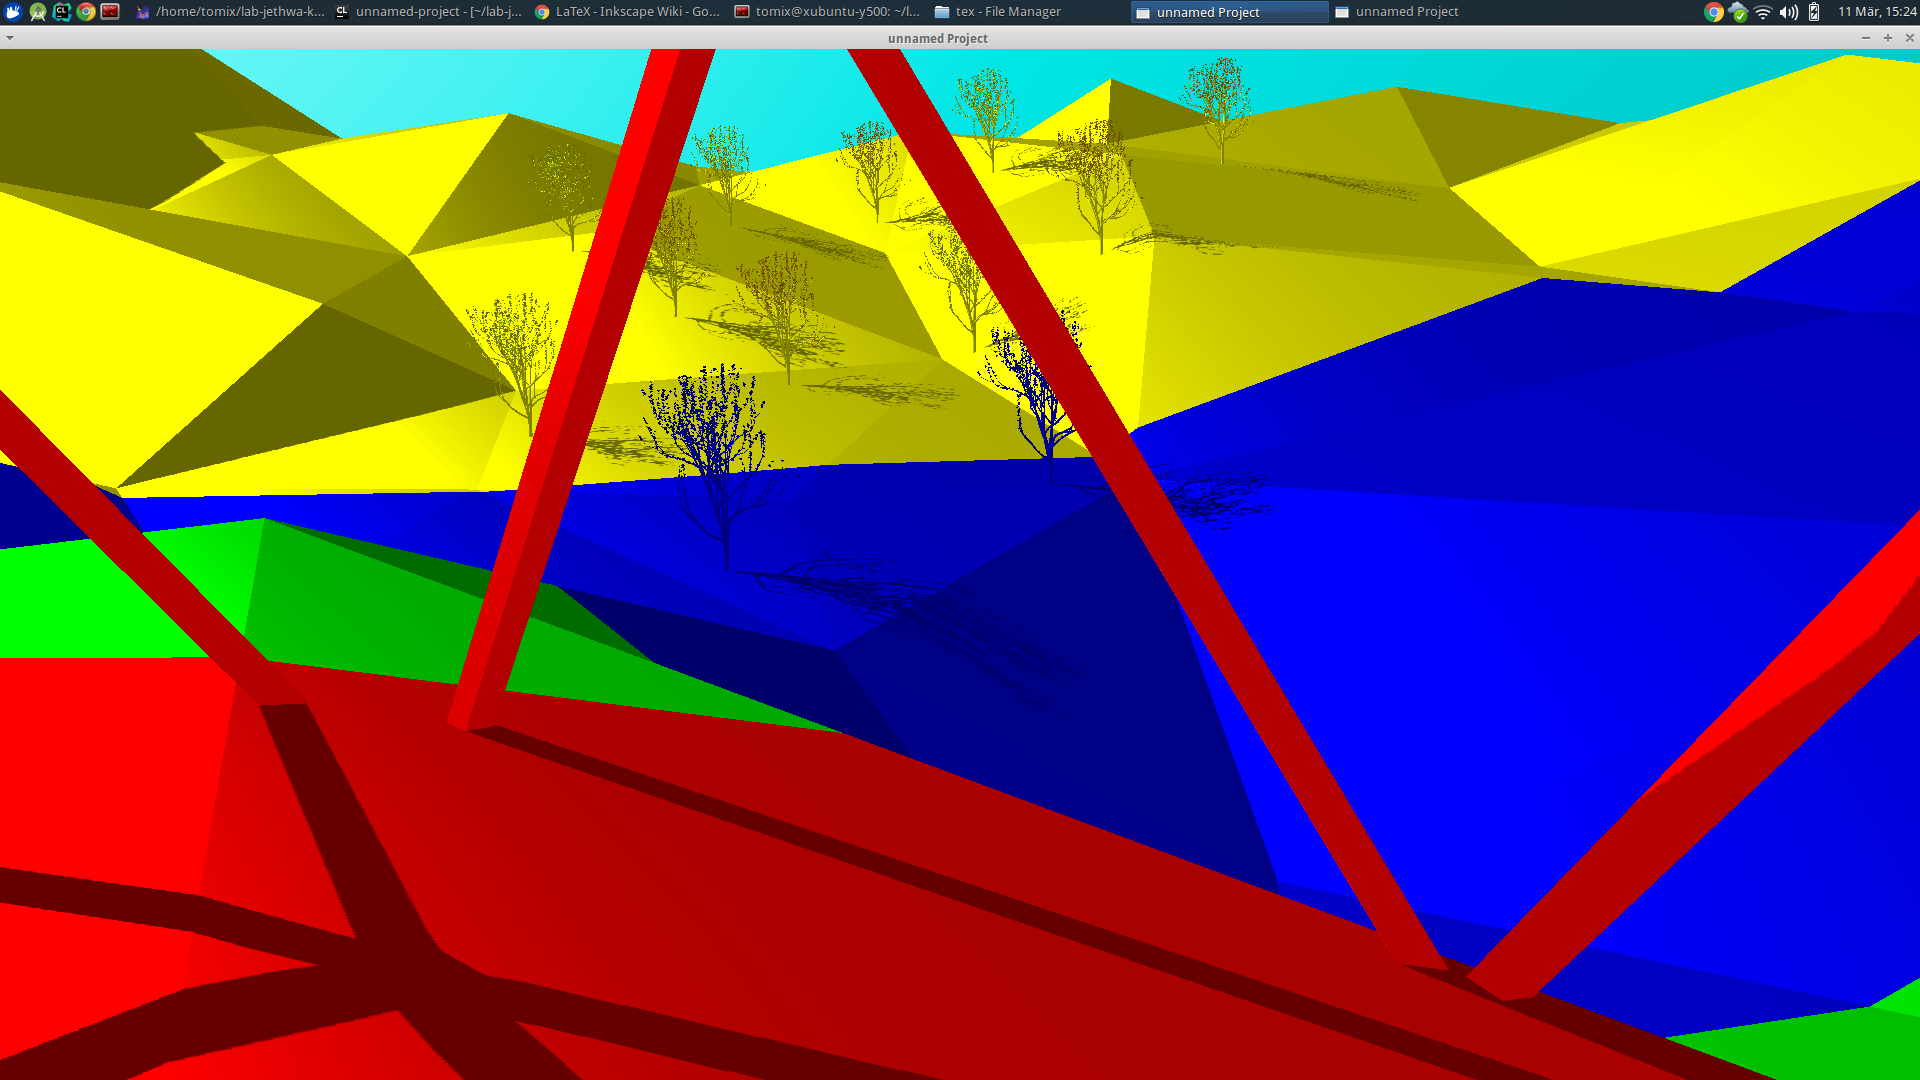 /home/tomix/lab-jethwa-k... CL unnamed-project - [~/lab-j... LaTeX - Inkscape Wiki - Go... tomix@xubuntu-y500: ~/l... tex - File Manager unnamed Project unnamed Project 11 Mär, 15:24
unnamed Project